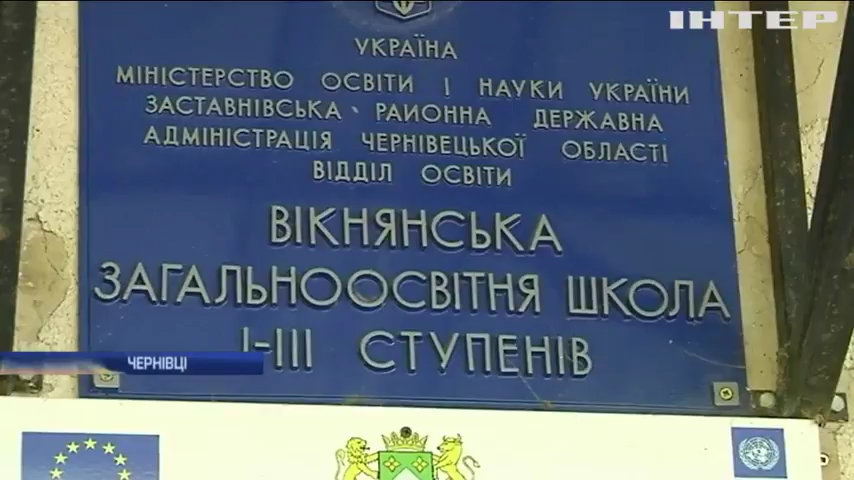 ІНТЕР
УКРАЇНА
МІНІСТЕРСТВО ОСВІТИ І НАУКИ УКРАЇНИ
ЗАСТАВНІВСЬКА РАИОННА ДЕРЖАВНА
АДМІНІСТРАЦІЯ ЧЕРНІВЕЦЬКОЇ ОБЛАСТІ
ВІДДІЛ ОСВІТИ
ВІКНЯНСЬКА
ЗАГАЛЬНООСВІТНЯ ШКОЛА
І-ІІІ СТУПЕНІВ
ЧЕРНІВЦІ